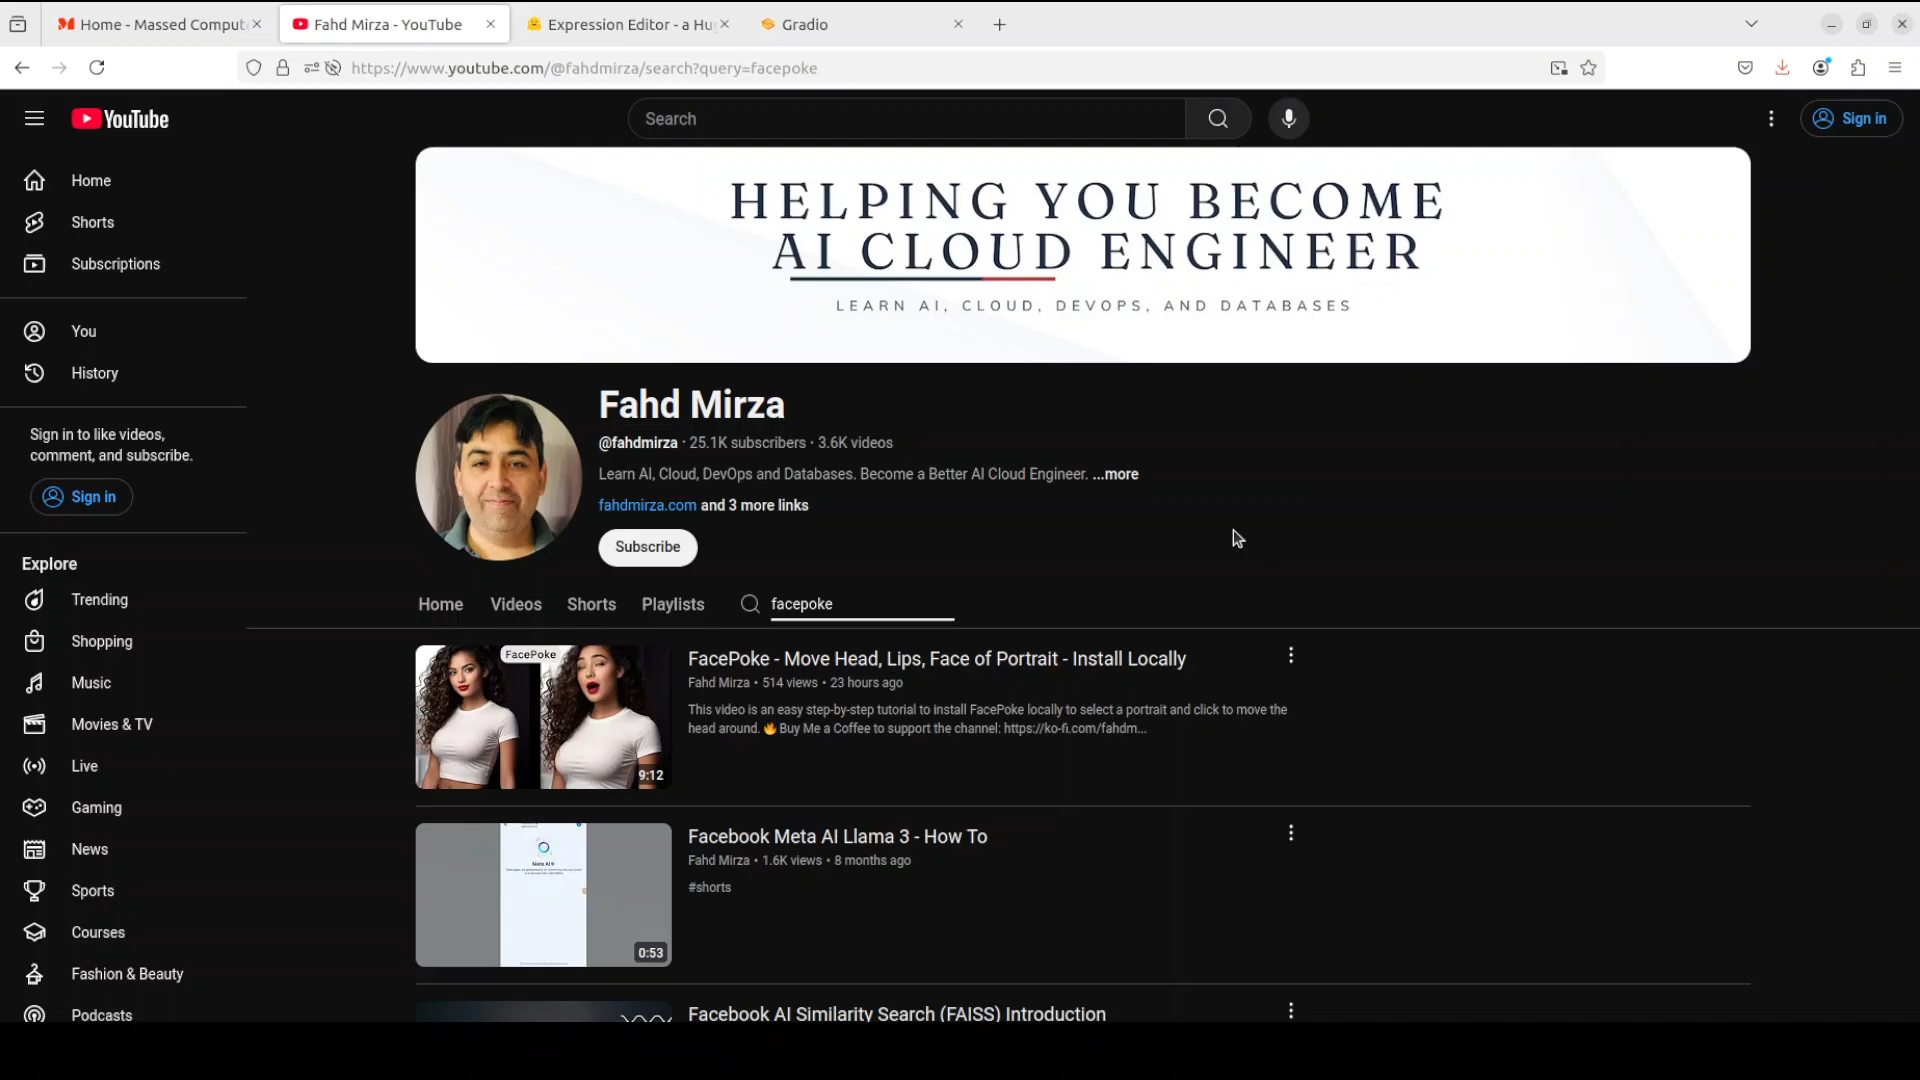 Home - Massed Comput
Fahd Mirza - YouTube
Expression Editor - a Hu
Gradio
https://www.youtube.com/@fahdmirza/search?query=facepoke
YouTube
Search
Sign in
Home
Shorts
Subscriptions
You
History
Sign in to like videos,
comment, and subscribe.
Sign in
Explore
Trending
Shopping
Music
Movies & TV
Live
Gaming
News
Sports
Courses
Fashion & Beauty
Podcasts
HELPING YOU BECOME
AI CLOUD ENGINEER
LEARN AI, CLOUD, DEVOPS, AND DATABASES
Fahd Mirza
@fahdmirza · 25.1K subscribers · 3.6K videos
Learn AI, Cloud, DevOps and Databases. Become a Better AI Cloud Engineer. ...more
fahdmirza.com and 3 more links
Subscribe
Home Videos Shorts Playlists facepoke
FacePoke
9:12
FacePoke - Move Head, Lips, Face of Portrait - Install Locally
Fahd Mirza • 514 views • 23 hours ago
This video is an easy step-by-step tutorial to install FacePoke locally to select a portrait and click to move the
head around. 🔥Buy Me a Coffee to support the channel: https://ko-fi.com/fahdm...
0:53
Facebook Meta AI Llama 3 - How To
Fahd Mirza • 1.6K views • 8 months ago
#shorts
Facebook AI Similarity Search (FAISS) Introduction